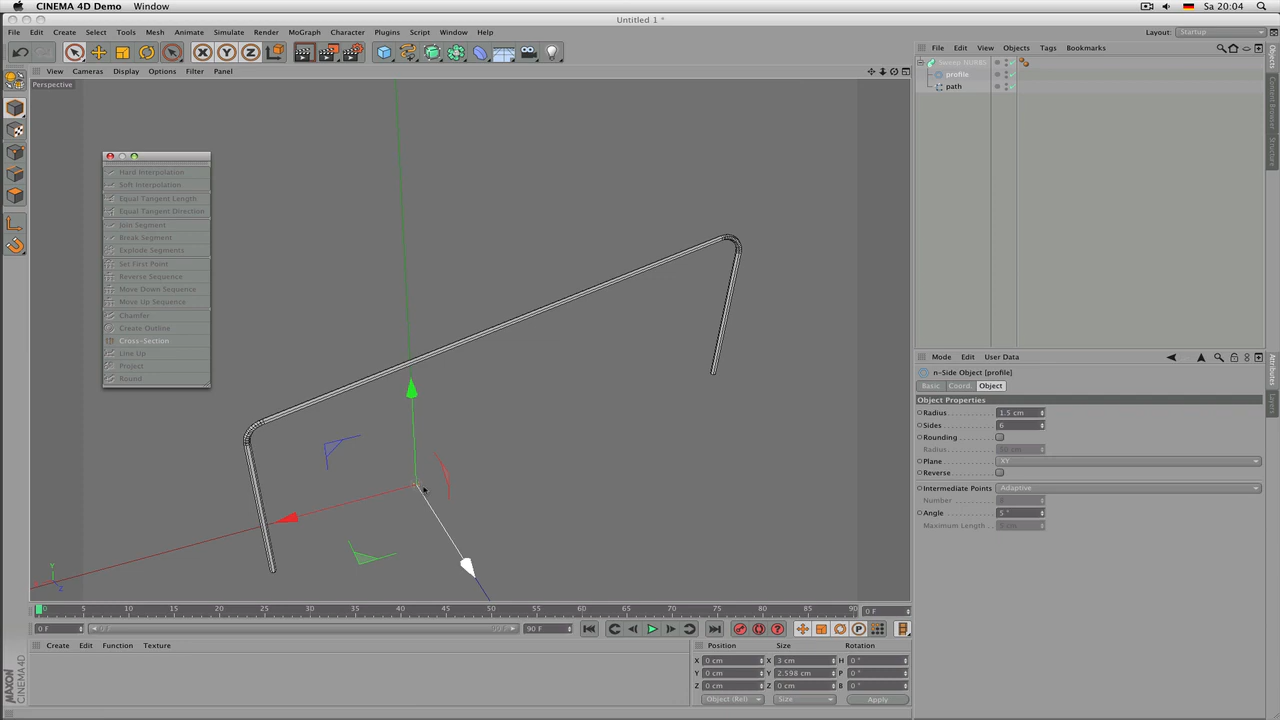 CINEMA 4D Demo Window
Sa 20:04
Untitled 1 *
File Edit Create Select Tools Mesh Animate Simulate Render MoGraph Character Plugins Script Window Help
Layout: Startup
File Edit View Objects Tags Bookmarks
View Cameras Display Options Filter Panel
Perspective
Sweep NURBS
profile
path
Objects
Content Browser
Structure
Hard Interpolation
Soft Interpolation
Equal Tangent Length
Equal Tangent Direction
Join Segment
Break Segment
Explode Segments
Set First Point
Reverse Sequence
Move Down Sequence
Move Up Sequence
Chamfer
Create Outline
Cross-Section
Line Up
Project
Round
Mode Edit User Data
n-Side Object [profile]
Basic Coord. Object
Object Properties
Radius 1.5 cm
Sides 6
Rounding
Plane XY
Reverse
Intermediate Points Adaptive
Number
Angle 5 °
Maximum Length
Attributes
Layers
Y
Z
0 5 10 15 20 25 30 35 40 45 50 55 60 65 70 75 80 85 90 0 F
0 F 90 F
Create Edit Function Texture
Position Size Rotation
X 0 cm X 3 cm H 0 °
Y 0 cm Y 2.598 cm P 0 °
Z 0 cm Z 0 cm B 0 °
Object (Rel) Size Apply
MAXON
CINEMA 4D